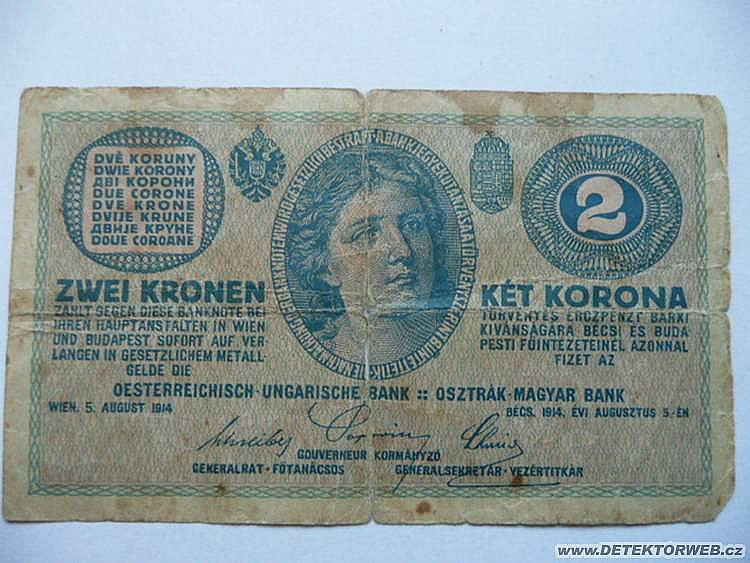 DVĚ KORUNY
DWIE KORONY
ДВІ КОРОНИ
DUE CORONE
DVE KRONE
DVIJE KRUNE
ДВИЈЕ КРУНЕ
DOUE COROANE
2
ZWEI KRONEN
ZAHLT GEGEN DIESE BANKNOTE BEI
IHREN HAUPTANSTALTEN IN WIEN
UND BUDAPEST SOFORT AUF VER-
LANGEN IN GESETZLICHEM METALL-
GELDE DIE
KÉT KORONA
TÖRVÉNYES ÉRCZPÉNZT BÁRKI
KÍVÁNSÁGÁRA BÉCSI ÉS BUDA
PESTI FŐINTÉZETEINÉL AZONNAL
FIZET AZ
OESTERREICHISCH-UNGARISCHE BANK :: OSZTRÁK-MAGYAR BANK
WIEN, 5. AUGUST 1914
BÉCS, 1914. ÉVI AUGUSZTUS 5.-ÉN
GOUVERNEUR KORMÁNYZÓ
GENERALRAT - FŐTANÁCSOS
GENERALSEKRETÄR - VEZÉRTITKÁR
www.DETEKTORWEB.cz